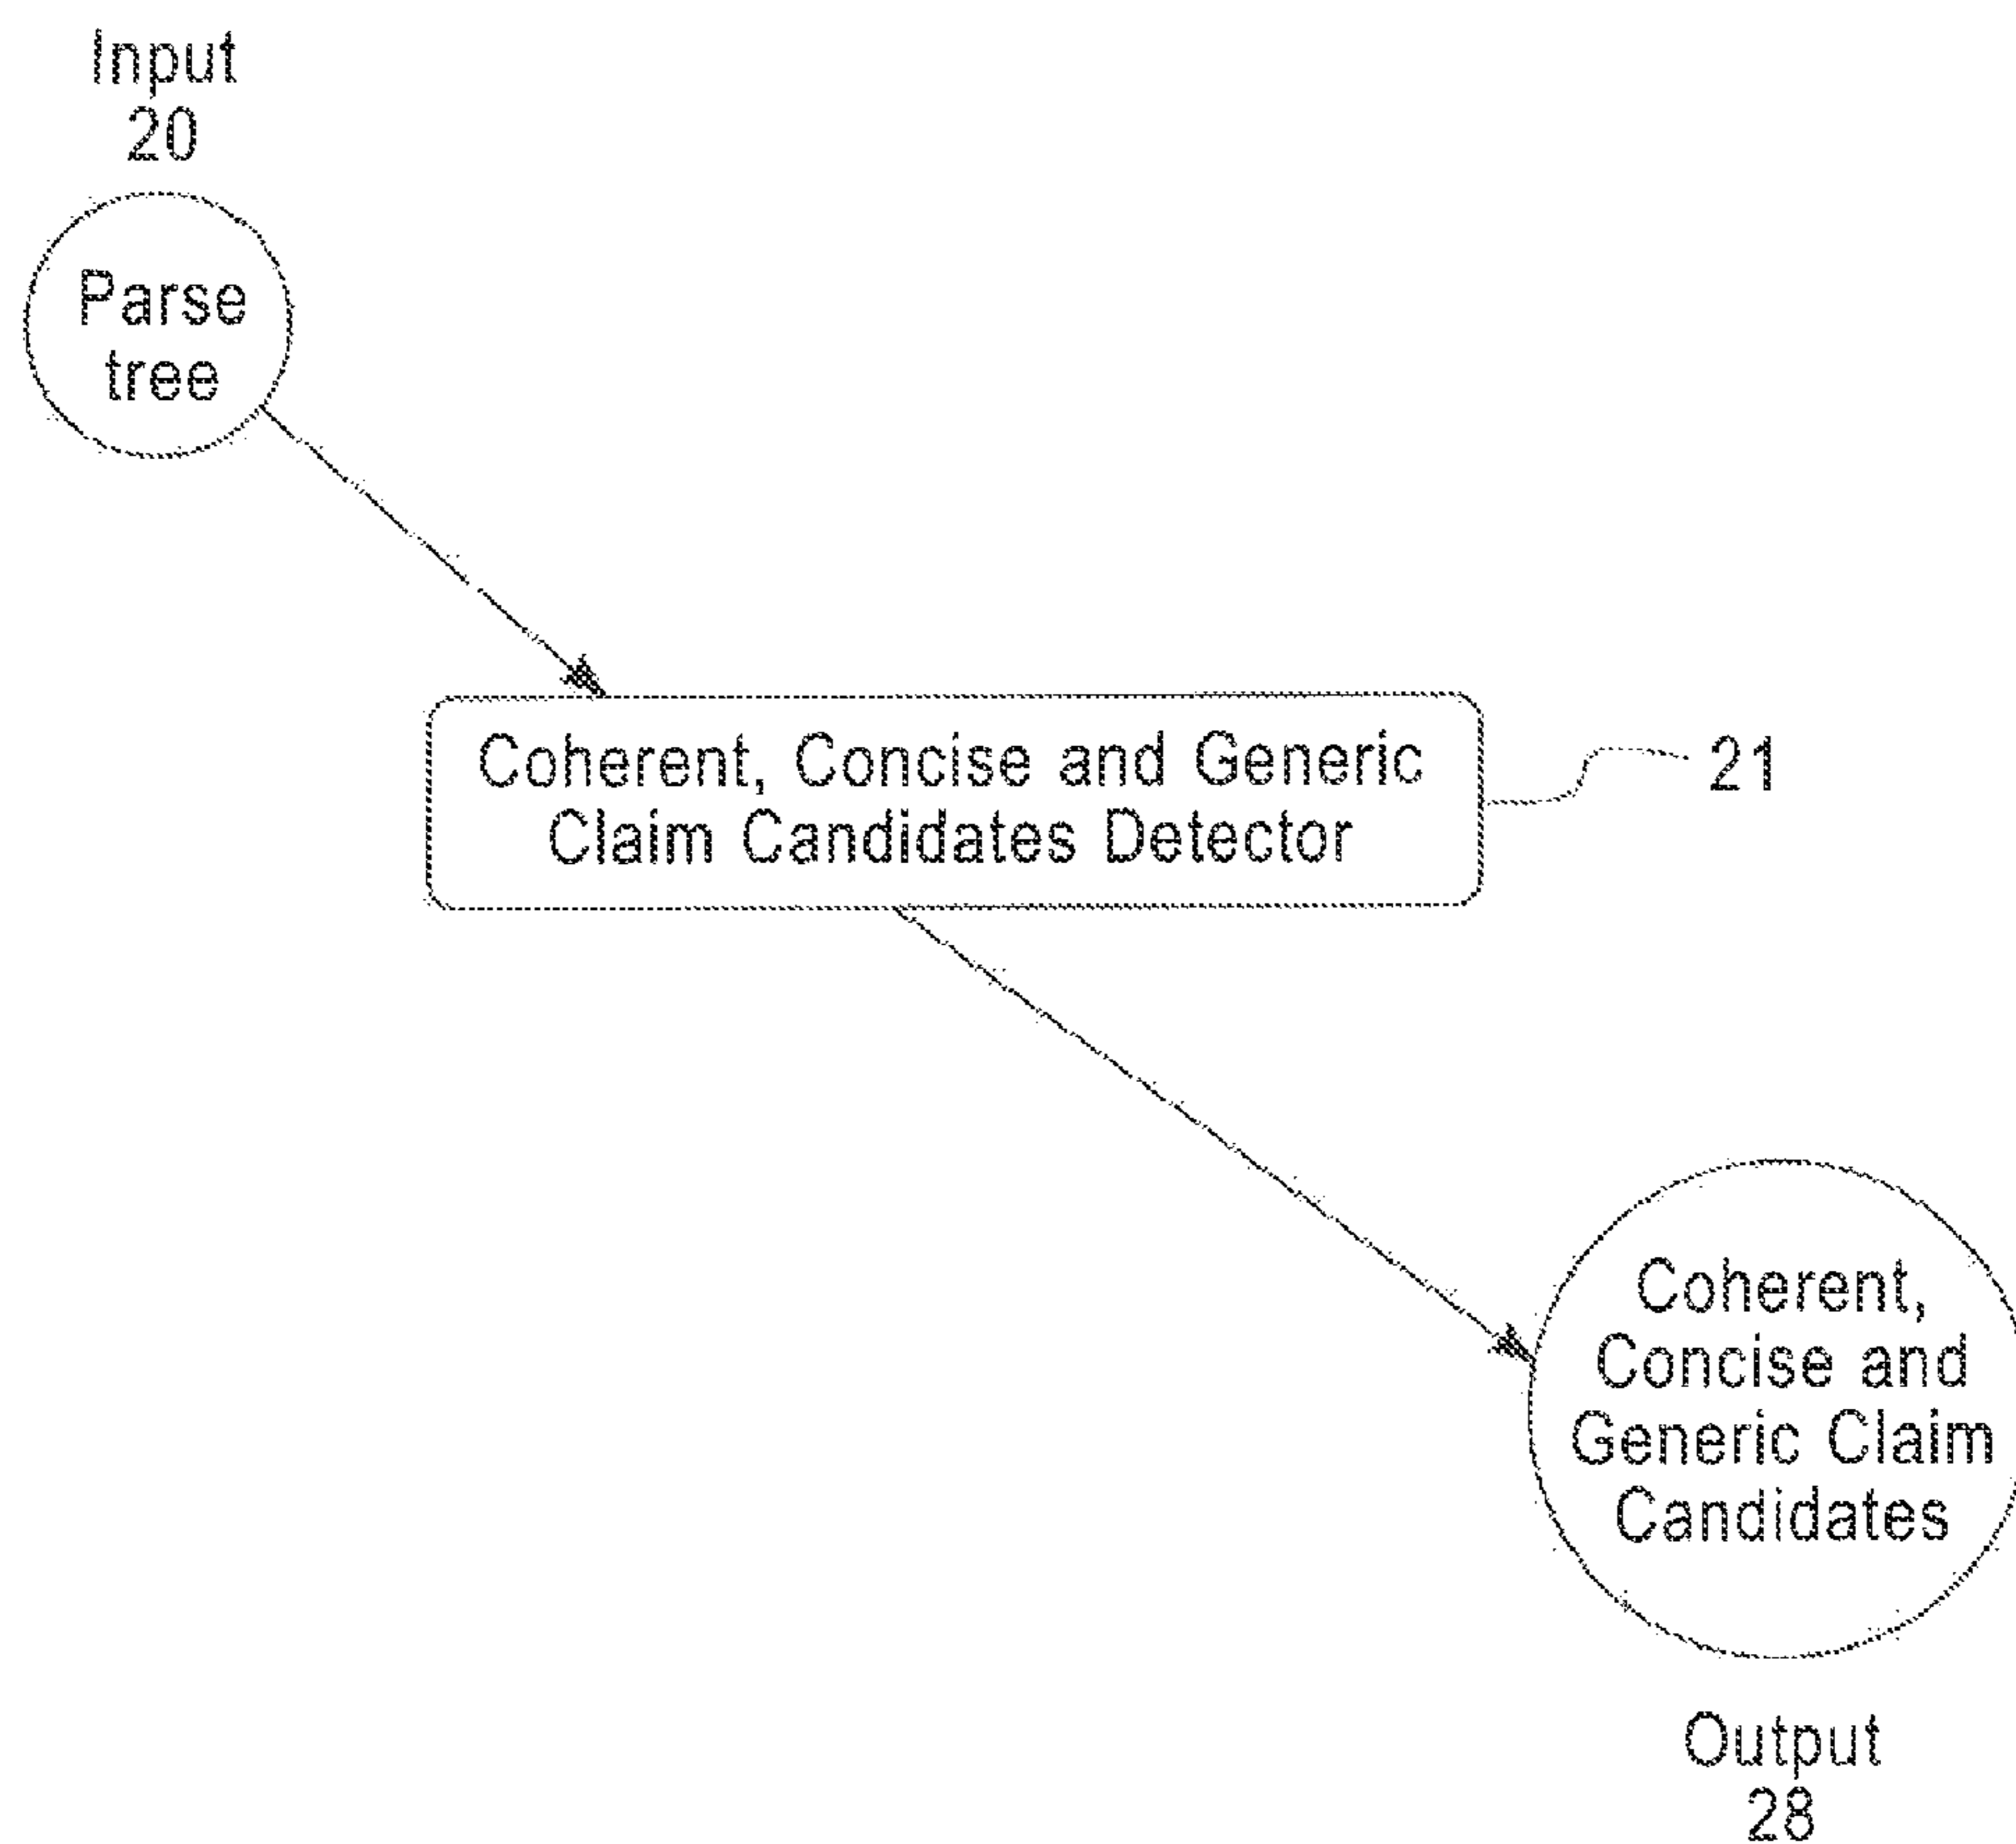 Input
20
Parse
tree
Coherent, Concise and Generic
Claim Candidates Detector
21
Coherent,
Concise and
Generic Claim
Candidates
Output
28